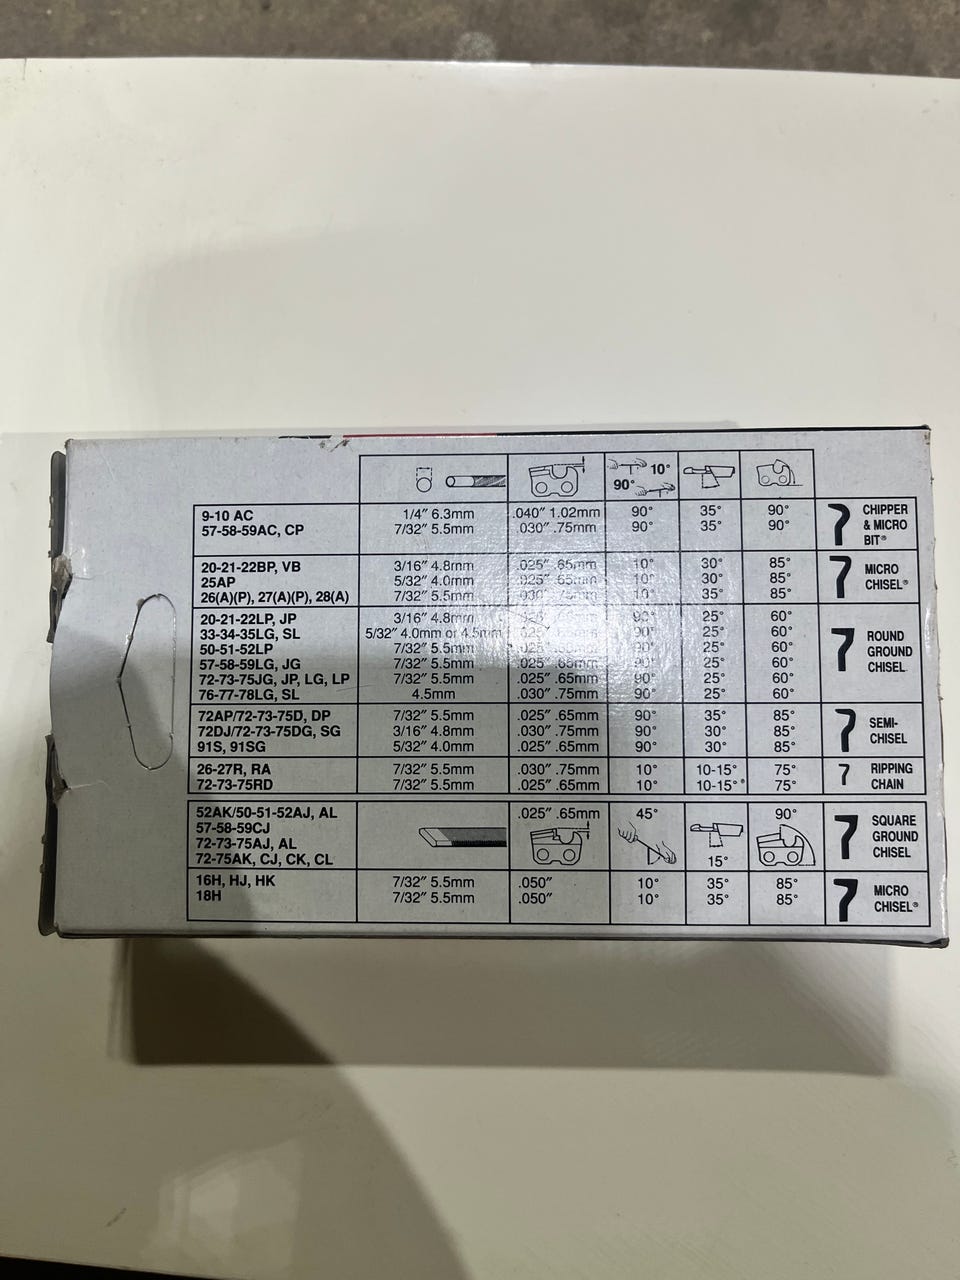 10°
90°
9-10 AC 1/4″ 6.3mm .040″ 1.02mm 90° 35° 90° CHIPPER
57-58-59AC, CP 7/32″ 5.5mm .030″ .75mm 90° 35° 90° & MICRO
BIT®
20-21-22BP, VB 3/16″ 4.8mm .025″ .65mm 10° 30° 85° MICRO
25AP 5/32″ 4.0mm .025″ .65mm 10° 30° 85° CHISEL®
26(A)(P), 27(A)(P), 28(A) 7/32″ 5.5mm 10° 35° 85°
20-21-22LP, JP 3/16″ 4.8mm 90° 25° 60°
33-34-35LG, SL 5/32″ 4.0mm or 4.5mm 90° 25° 60° ROUND
50-51-52LP 7/32″ 5.5mm 90° 25° 60° GROUND
57-58-59LG, JG 7/32″ 5.5mm .025″ .65mm 90° 25° 60° CHISEL
72-73-75JG, JP, LG, LP 7/32″ 5.5mm .025″ .65mm 90° 25° 60°
76-77-78LG, SL 4.5mm .030″ .75mm 90° 25° 60°
72AP/72-73-75D, DP 7/32″ 5.5mm .025″ .65mm 90° 35° 85° SEMI-
72DJ/72-73-75DG, SG 3/16″ 4.8mm .030″ .75mm 90° 35° 85° CHISEL
91S, 91SG 5/32″ 4.0mm .025″ .65mm 90° 30° 85°
26-27R, RA 7/32″ 5.5mm .030″ .75mm 10° 10-15° 75° RIPPING
72-73-75RD 7/32″ 5.5mm .025″ .65mm 10° 10-15° 75° CHAIN
52AK/50-51-52AJ, AL .025″ .65mm 45° 90° SQUARE
57-58-59CJ GROUND
72-73-75AJ, AL CHISEL
72-75AK, CJ, CK, CL 15°
16H, HJ, HK 7/32″ 5.5mm .050″ 10° 35° 85° MICRO
18H 7/32″ 5.5mm .050″ 10° 35° 85° CHISEL®